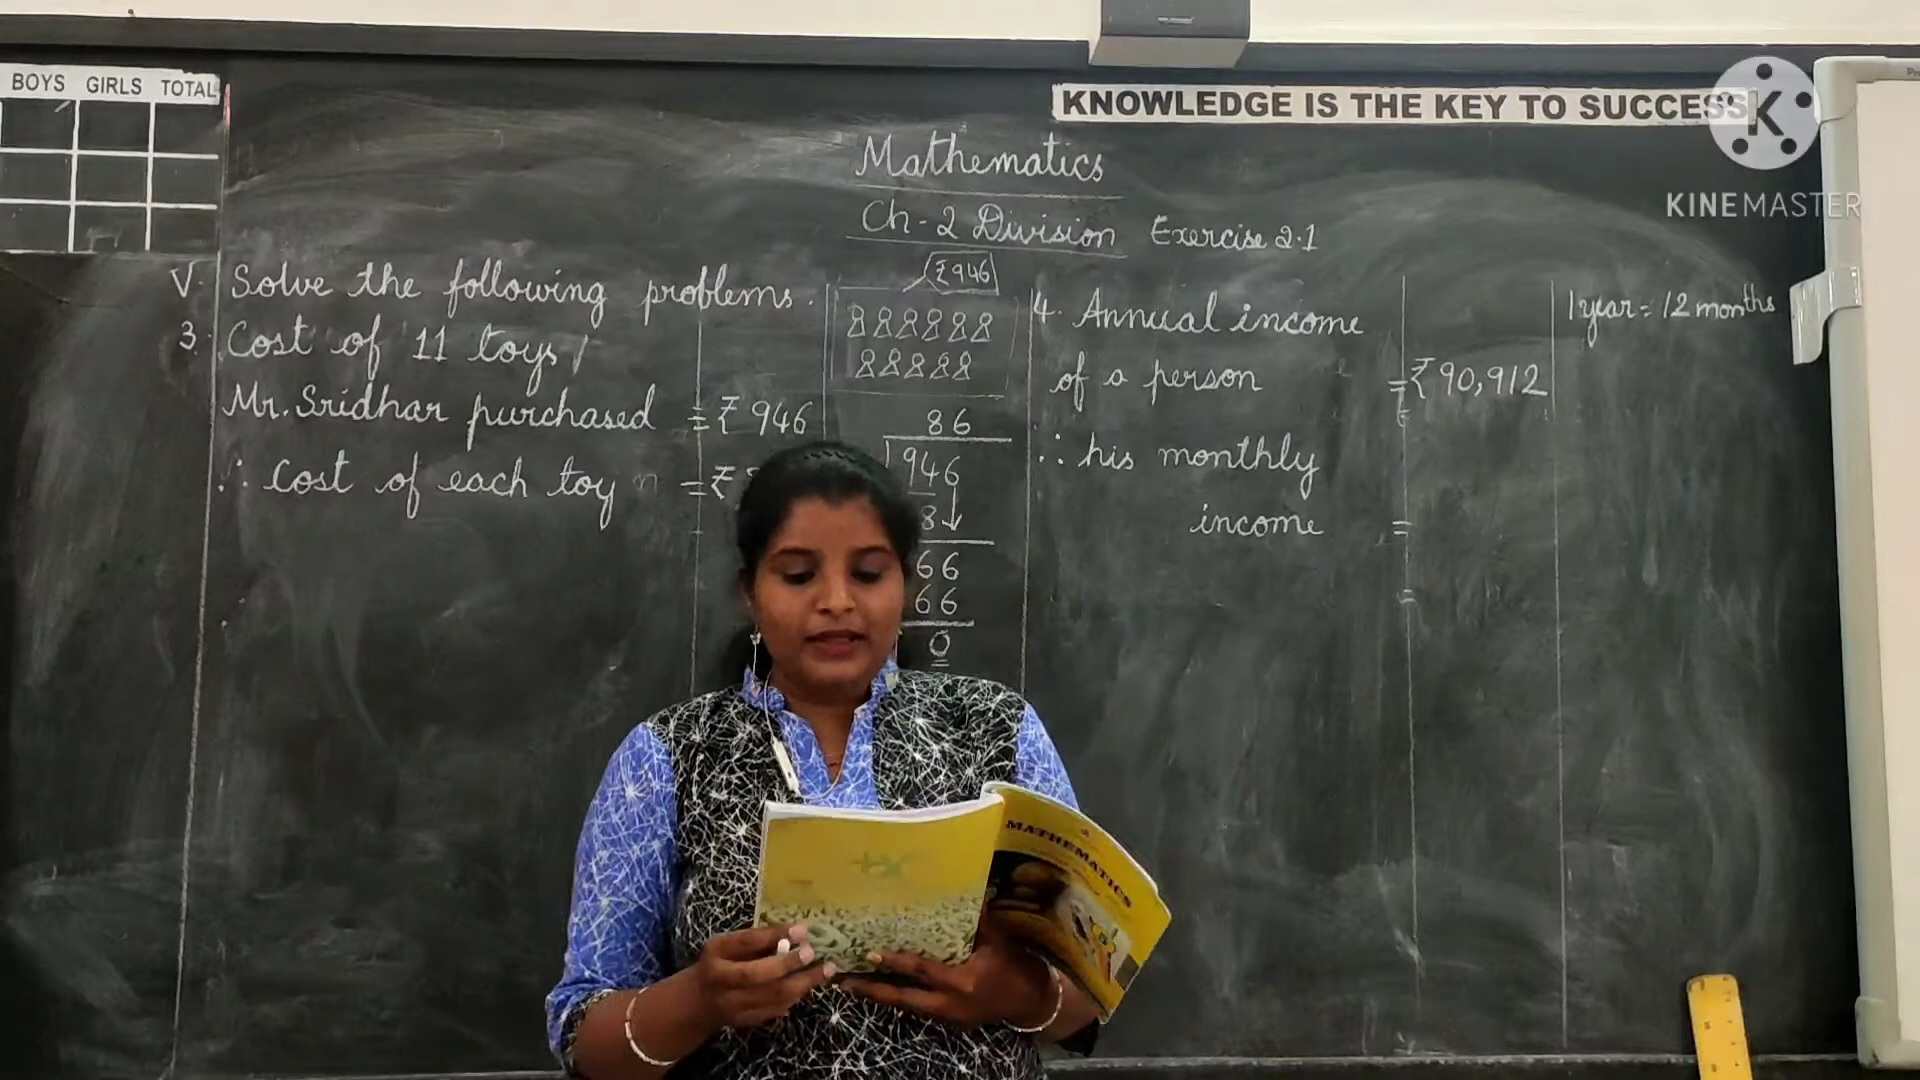 BOYS GIRLS TOTAL
KNOWLEDGE IS THE KEY TO SUCCESS
K
KINEMASTER
Mathematics
Ch-2 Division Exercise 2.1
V. Solve the following problems.
3. Cost of 11 toys
Mr. Sridhar purchased = ₹ 946
∴ Cost of each toy = ₹
₹946
86
946
8
66
66
0
4. Annual income
of a person = ₹ 90,912
∴ his monthly
income =
=
1 year = 12 months
MATHEMATICS